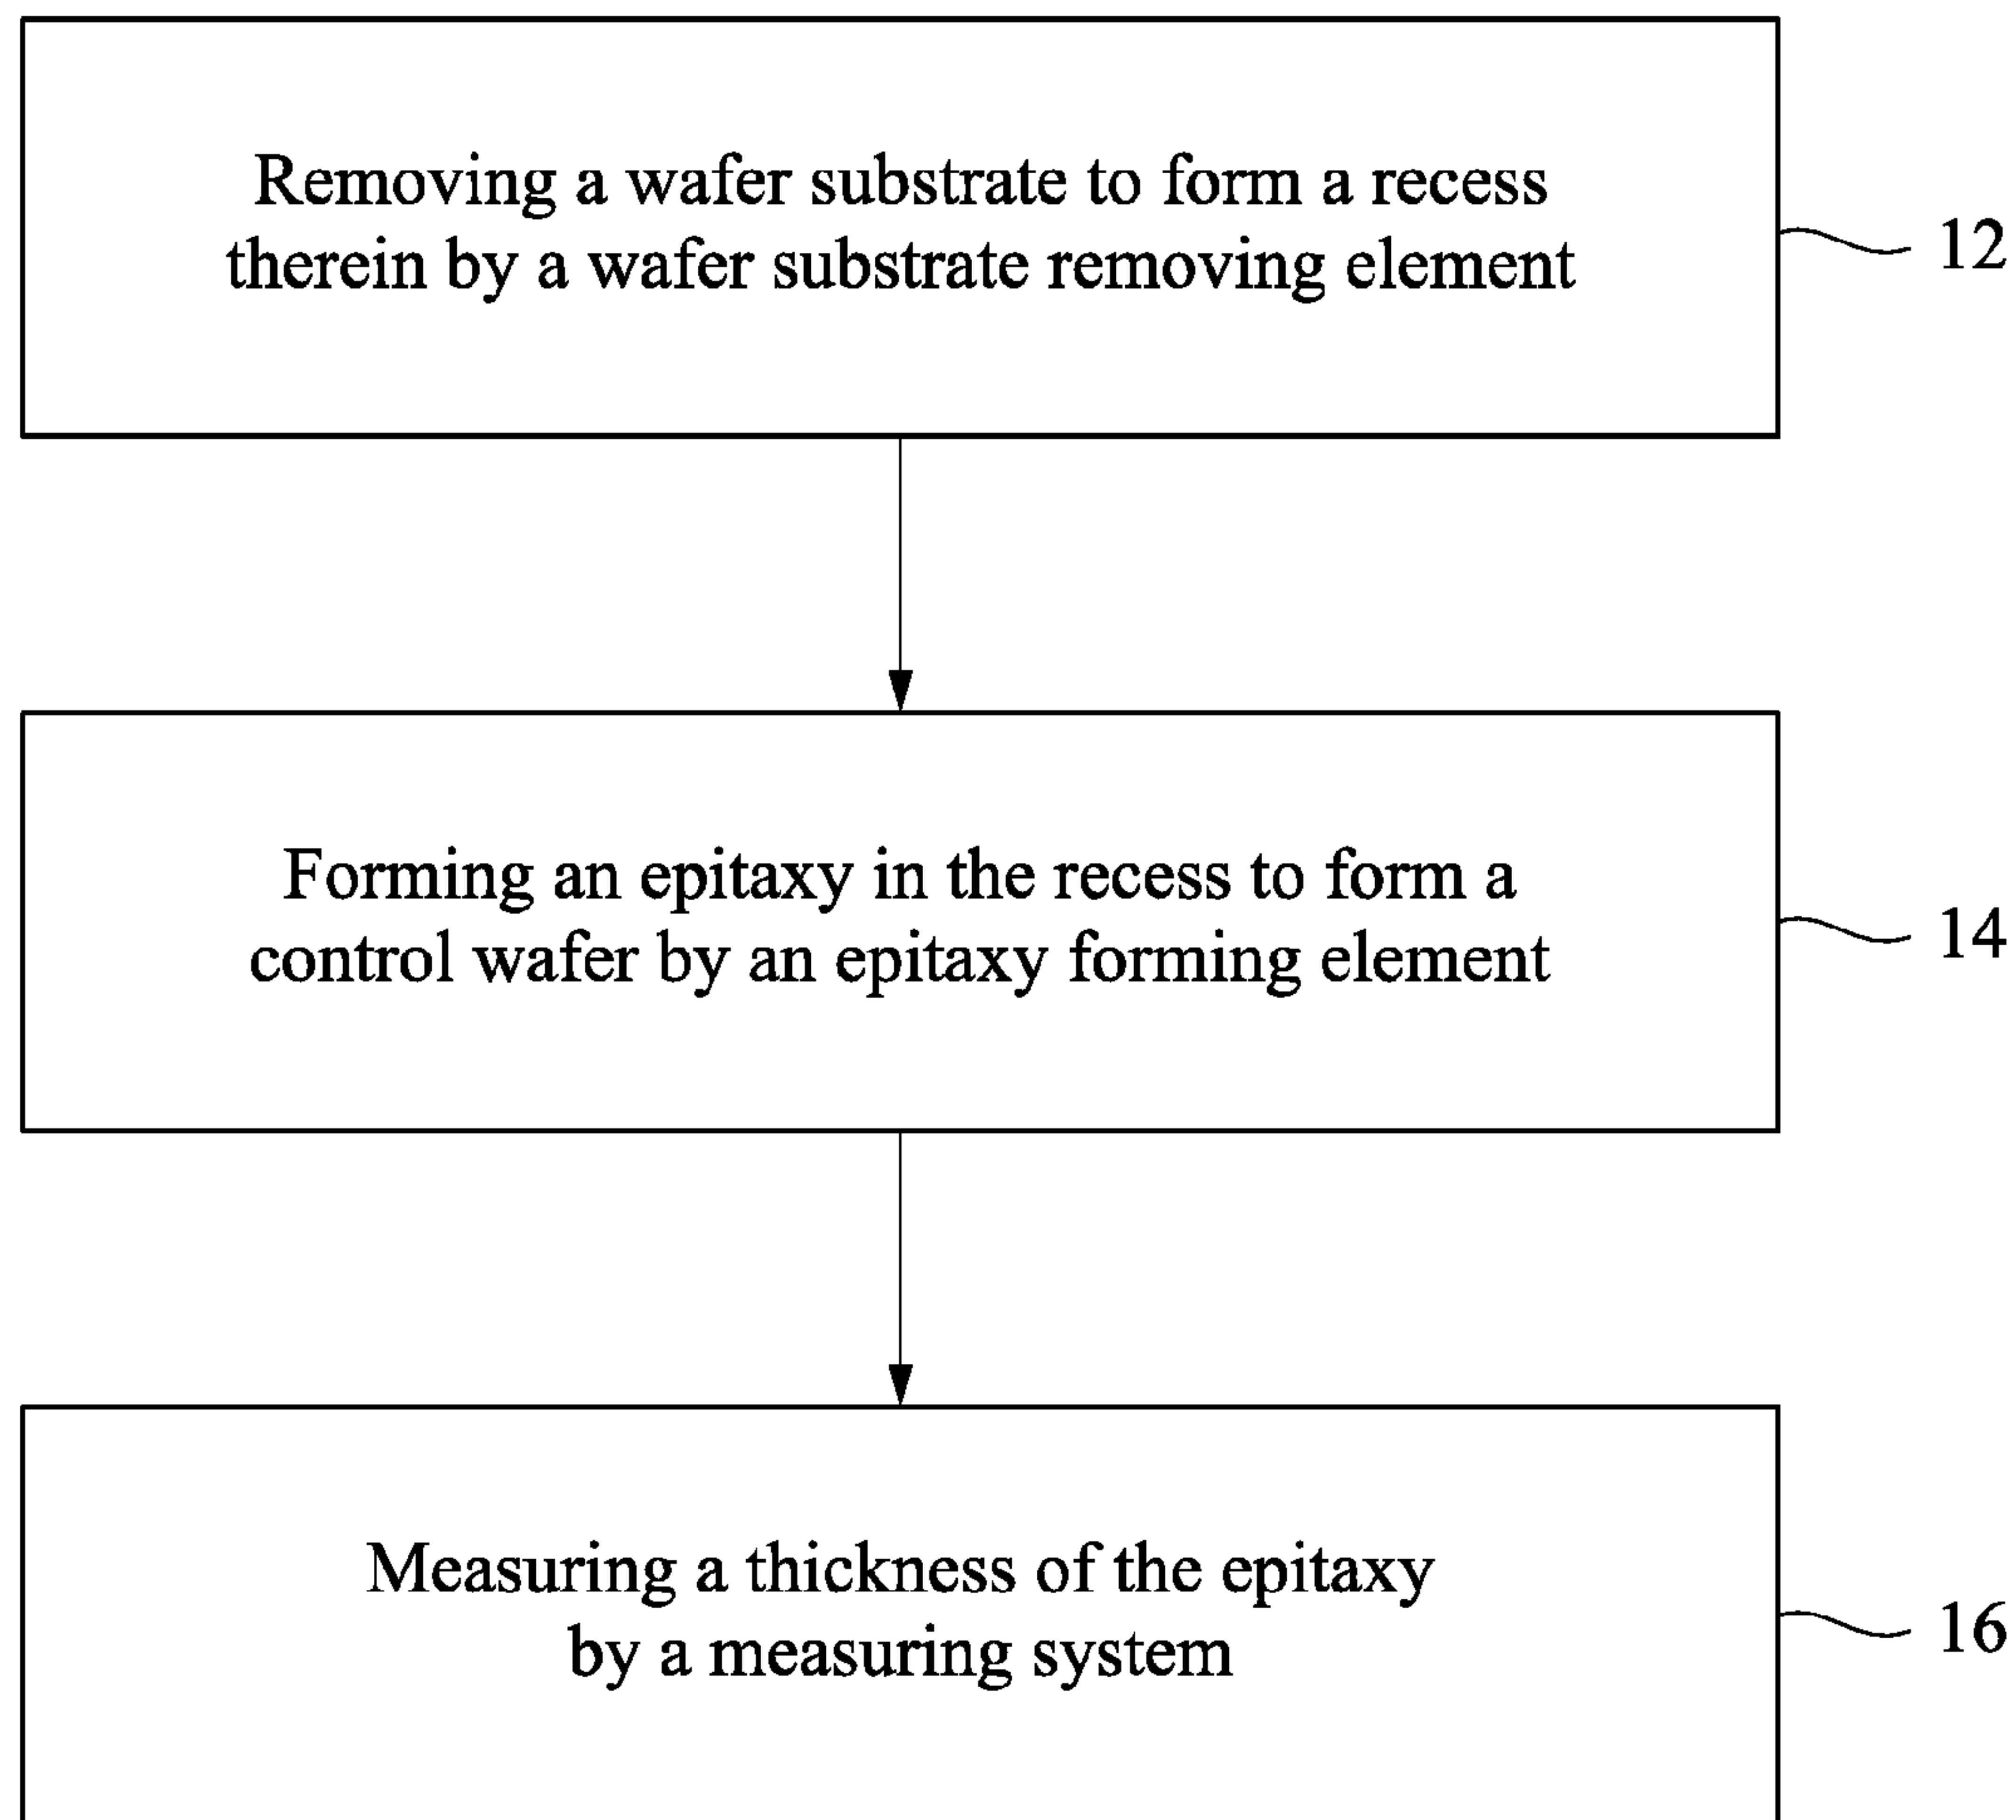 Removing a wafer substrate to form a recess
therein by a wafer substrate removing element
12
Forming an epitaxy in the recess to form a
control wafer by an epitaxy forming element
14
Measuring a thickness of the epitaxy
by a measuring system
16